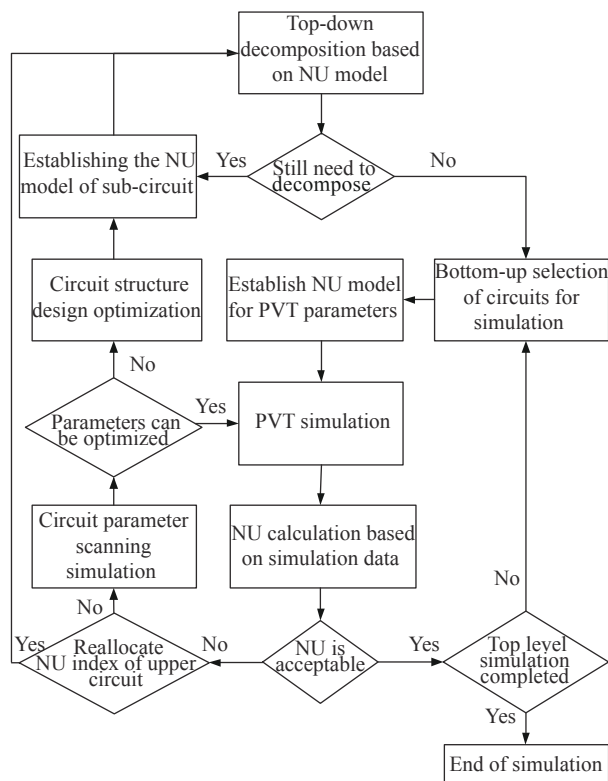 Top-down
decomposition based
on NU model
Establishing the NU
model of sub-circuit
Yes
Still need to
decompose
No
Circuit structure
design optimization
Establish NU model
for PVT parameters
Bottom-up selection
of circuits for
simulation
No
Parameters can
be optimized
Yes
PVT simulation
Circuit parameter
scanning
simulation
NU calculation based
on simulation data
No
No
Yes
Reallocate
NU index of upper
circuit
No
NU is
acceptable
Yes
Top level
simulation
completed
Yes
End of simulation